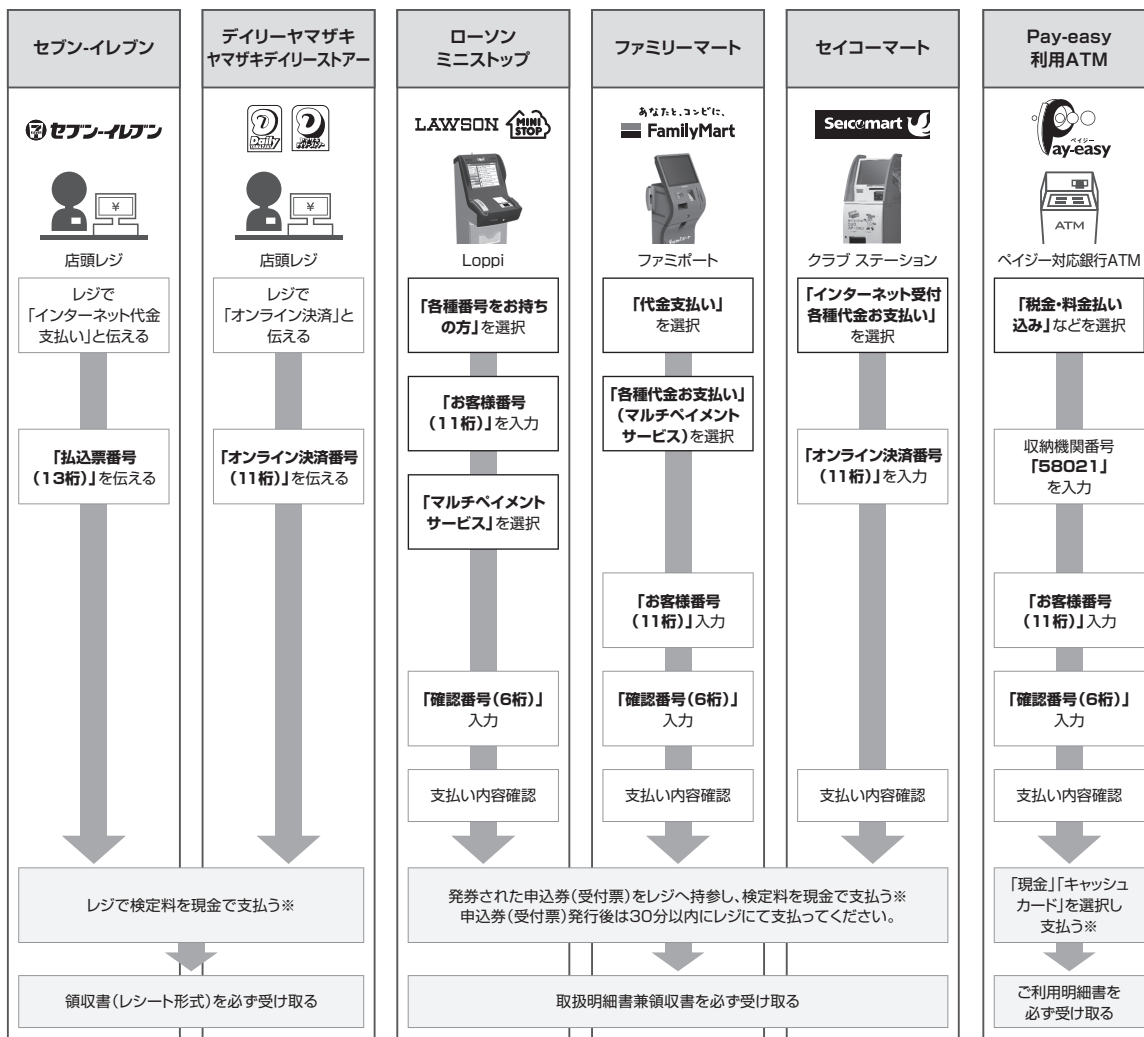 セブン-イレブン
セブン-イレブン
¥
店頭レジ
レジで
「インターネット代金
支払い」と伝える
「払込票番号
(13桁)」を伝える
デイリーヤマザキ
ヤマザキデイリーストアー
Daily
¥
店頭レジ
レジで
「オンライン決済」と
伝える
「オンライン決済番号
(11桁)」を伝える
レジで検定料を現金で支払う※
領収書(レシート形式)を必ず受け取る
ローソン
ミニストップ
LAWSON
MINI
STOP
Loppi
「各種番号をお持ち
の方」を選択
「お客様番号
(11桁)」を入力
「マルチペイメント
サービス」を選択
「確認番号(6桁)」
入力
支払い内容確認
ファミリーマート
あなたと、コンビに、
FamilyMart
ファミポート
「代金支払い」
を選択
「各種代金お支払い」
(マルチペイメント
サービス)を選択
「お客様番号
(11桁)」入力
「確認番号(6桁)」
入力
支払い内容確認
セイコーマート
Seicomart
クラブ ステーション
「インターネット受付
各種代金お支払い」
を選択
「オンライン決済番号
(11桁)」を入力
支払い内容確認
発券された申込券(受付票)をレジへ持参し、検定料を現金で支払う※
申込券(受付票)発行後は30分以内にレジにて支払ってください。
取扱明細書兼領収書を必ず受け取る
Pay-easy
利用ATM
ペイジー
Pay-easy
ATM
ペイジー対応銀行ATM
「税金・料金払い
込み」などを選択
収納機関番号
「58021」
を入力
「お客様番号
(11桁)」入力
「確認番号(6桁)」
入力
支払い内容確認
「現金」「キャッシュ
カード」を選択し
支払う※
ご利用明細書を
必ず受け取る